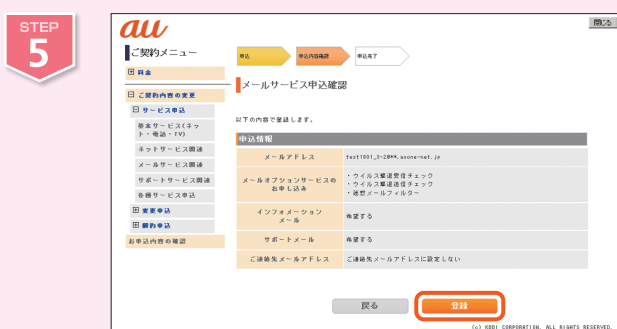 STEP
5
au
閉じる
ご契約メニュー
料金
ご契約内容の変更
サービス申込
基本サービス(ネッ
ト・電話・TV)
ネットサービス関連
メールサービス関連
サポートサービス関連
各種サービス申込
変更申込
解約申込
お申込内容の確認
申込
申込内容確認
申込完了
メールサービス申込確認
以下の内容で登録します。
申込情報
メールアドレス
メールオプションサービスの
お申し込み
・ウイルス撃退受信チェック
・ウイルス撃退送信チェック
・迷惑メールフィルター
インフォメーション
メール
希望する
サポートメール
希望する
ご連絡先メールアドレス
ご連絡先メールアドレスに設定しない
戻る
登録
(c) KDDI CORPORATION, ALL RIGHTS RESERVED.